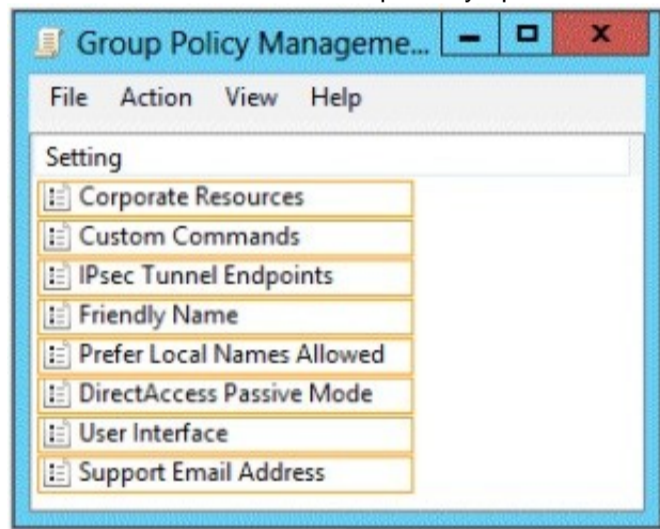 Group Policy Manageme...
File Action View Help
Setting
Corporate Resources
Custom Commands
IPsec Tunnel Endpoints
Friendly Name
Prefer Local Names Allowed
DirectAccess Passive Mode
User Interface
Support Email Address